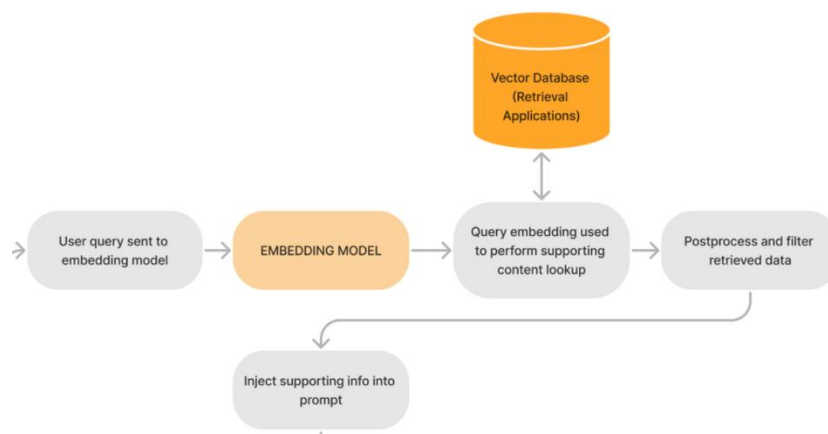 Vector Database
(Retrieval
Applications)
User query sent to
embedding model
EMBEDDING MODEL
Query embedding used
to perform supporting
content lookup
Postprocess and filter
retrieved data
Inject supporting info into
prompt